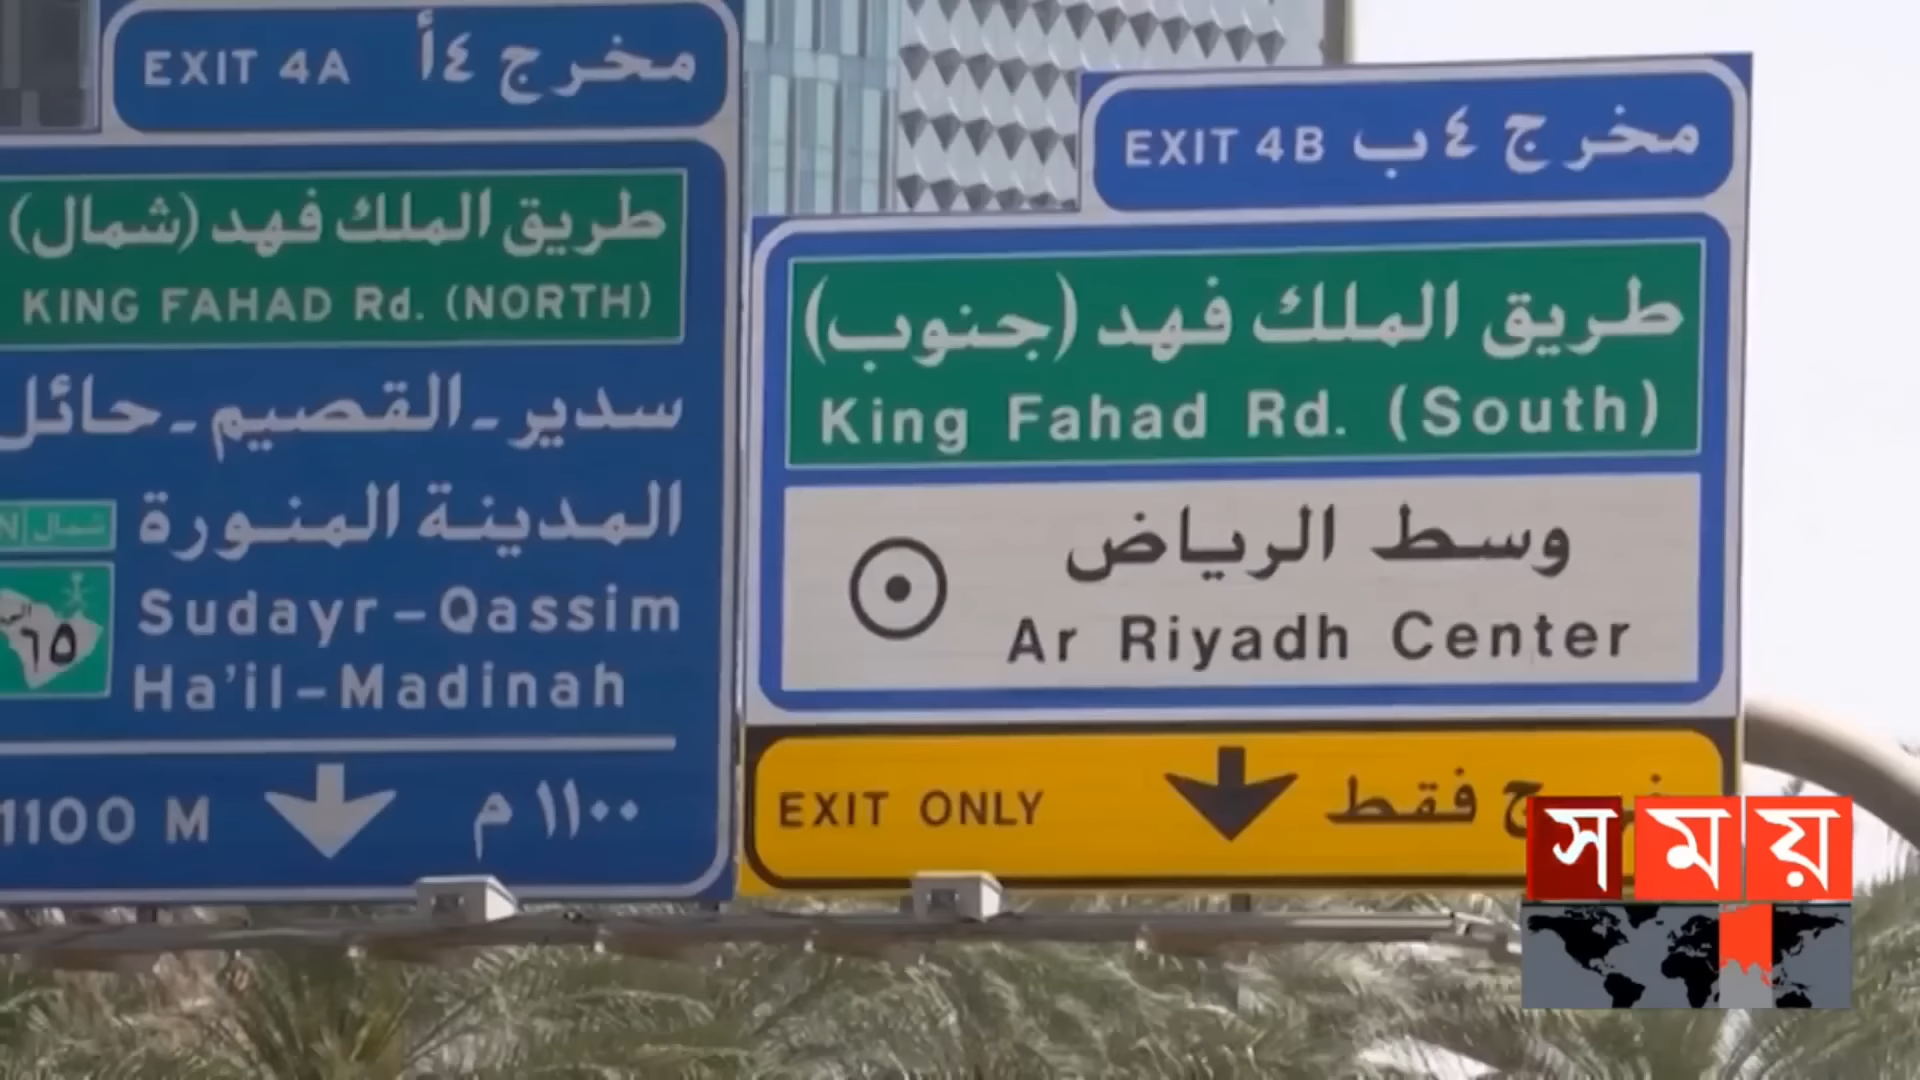 EXIT 4A مخرج ٤أ
طريق الملك فهد (شمال)
KING FAHAD Rd. (NORTH)
سدير - القصيم - حائل
المدينة المنورة
شمال N
٦٥
Sudayr-Qassim
Ha'il-Madinah
1100 M ١١٠٠ م
EXIT 4B مخرج ٤ب
طريق الملك فهد (جنوب)
King Fahad Rd. (South)
وسط الرياض
Ar Riyadh Center
EXIT ONLY فقط
সময়